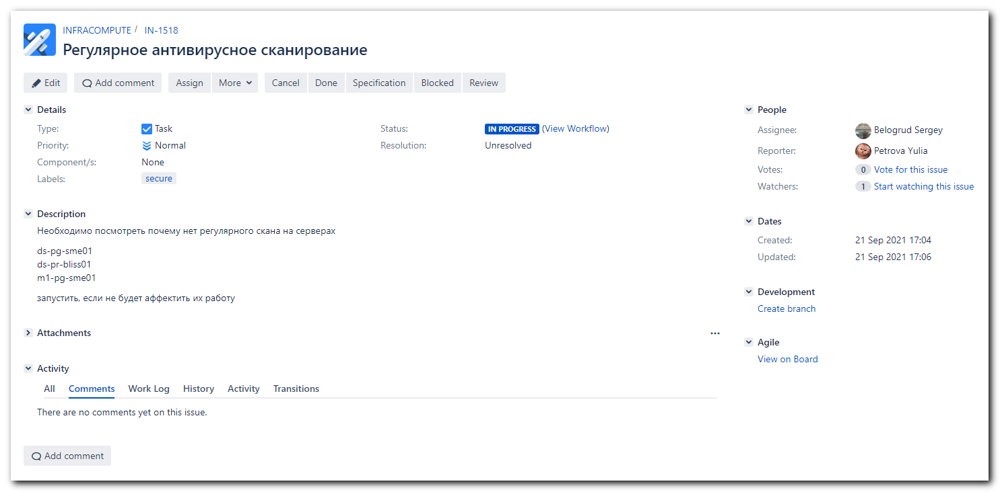 INFRACOMPUTE / IN-1518
Регулярное антивирусное сканирование
Edit Add comment Assign More Cancel Done Specification Blocked Review
Details
Type: Task
Priority: Normal
Component/s: None
Labels: secure
Status: IN PROGRESS (View Workflow)
Resolution: Unresolved
Description
Необходимо посмотреть почему нет регулярного скана на серверах
ds-pg-sme01
ds-pr-bliss01
m1-pg-sme01
запустить, если не будет аффектить их работу
Attachments
Activity
All Comments Work Log History Activity Transitions
There are no comments yet on this issue.
Add comment
People
Assignee: Belogrud Sergey
Reporter: Petrova Yulia
Votes: 0 Vote for this issue
Watchers: 1 Start watching this issue
Dates
Created: 21 Sep 2021 17:04
Updated: 21 Sep 2021 17:06
Development
Create branch
Agile
View on Board